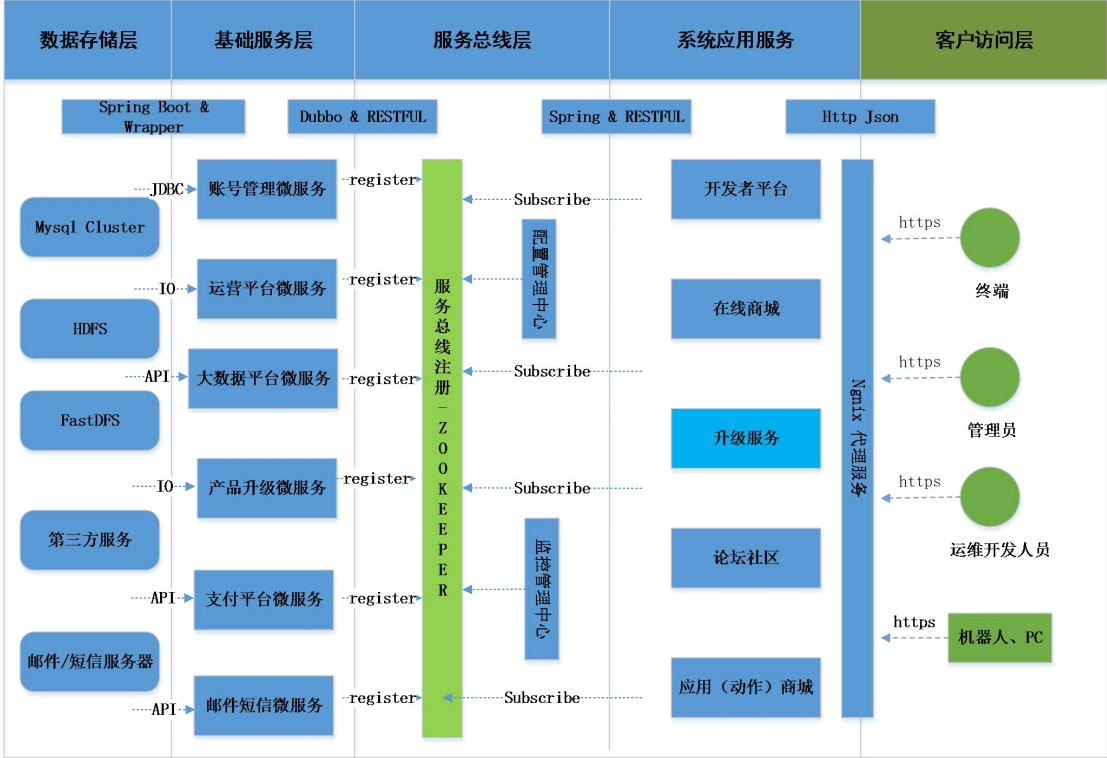 数据存储层
基础服务层
服务总线层
系统应用服务
客户访问层
Spring Boot &
Wrapper
Dubbo & RESTFUL
Spring & RESTFUL
Http Json
JDBC
账号管理微服务
register
Subscribe
开发者平台
https
终端
Mysql Cluster
IO
运营平台微服务
register
配置管理中心
在线商城
HDFS
API
大数据平台微服务
register
Subscribe
https
管理员
FastDFS
升级服务
IO
产品升级微服务
register
Subscribe
https
运维开发人员
第三方服务
服务总线注册-ZOOKEEPER
Ngnix 代理服务
论坛社区
API
支付平台微服务
register
监控管理中心
https
机器人、PC
邮件/短信服务器
API
邮件短信微服务
register
Subscribe
应用（动作）商城